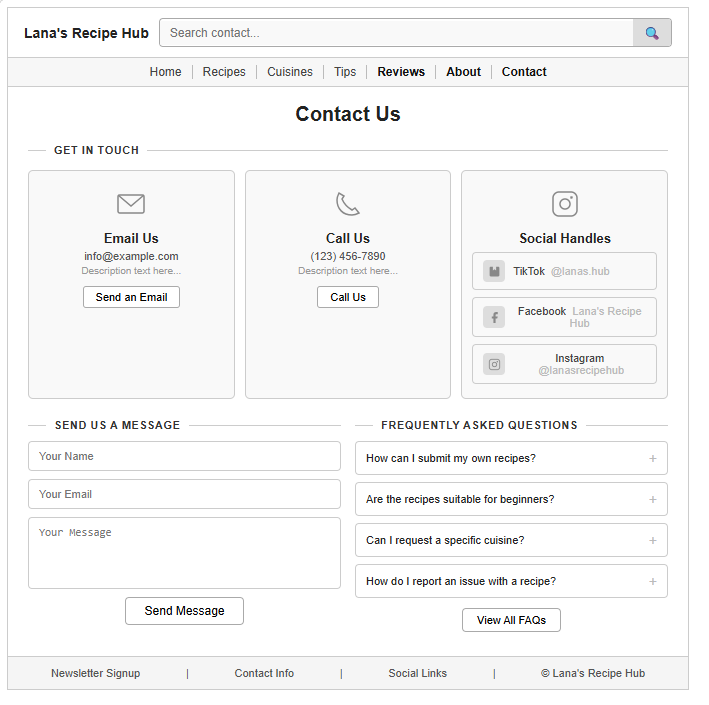 Lana's Recipe Hub
Search contact...
Home | Recipes | Cuisines | Tips | Reviews | About | Contact
Contact Us
GET IN TOUCH
Email Us
info@example.com
Description text here...
Send an Email
Call Us
(123) 456-7890
Description text here...
Call Us
Social Handles
TikTok @lanas.hub
Facebook Lana's Recipe
Hub
Instagram
@lanasrecipehub
SEND US A MESSAGE
Your Name
Your Email
Your Message
Send Message
FREQUENTLY ASKED QUESTIONS
How can I submit my own recipes? +
Are the recipes suitable for beginners? +
Can I request a specific cuisine? +
How do I report an issue with a recipe? +
View All FAQs
Newsletter Signup | Contact Info | Social Links | © Lana's Recipe Hub